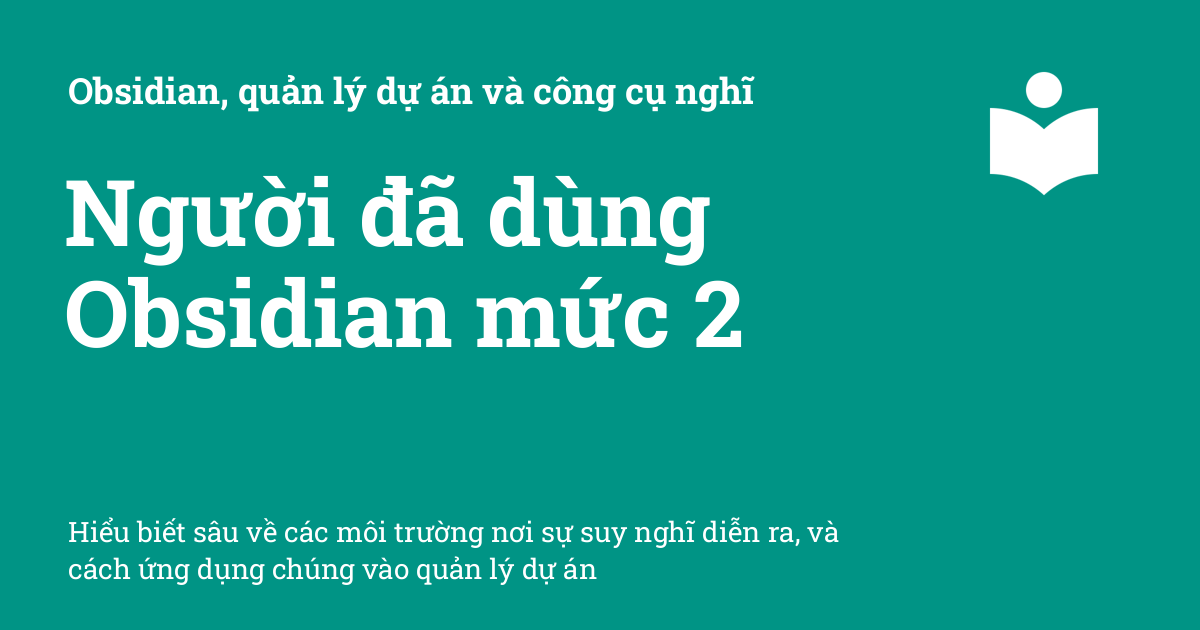 Obsidian, quản lý dự án và công cụ nghĩ
Người đã dùng
Obsidian mức 2
Hiểu biết sâu về các môi trường nơi sự suy nghĩ diễn ra, và
cách ứng dụng chúng vào quản lý dự án